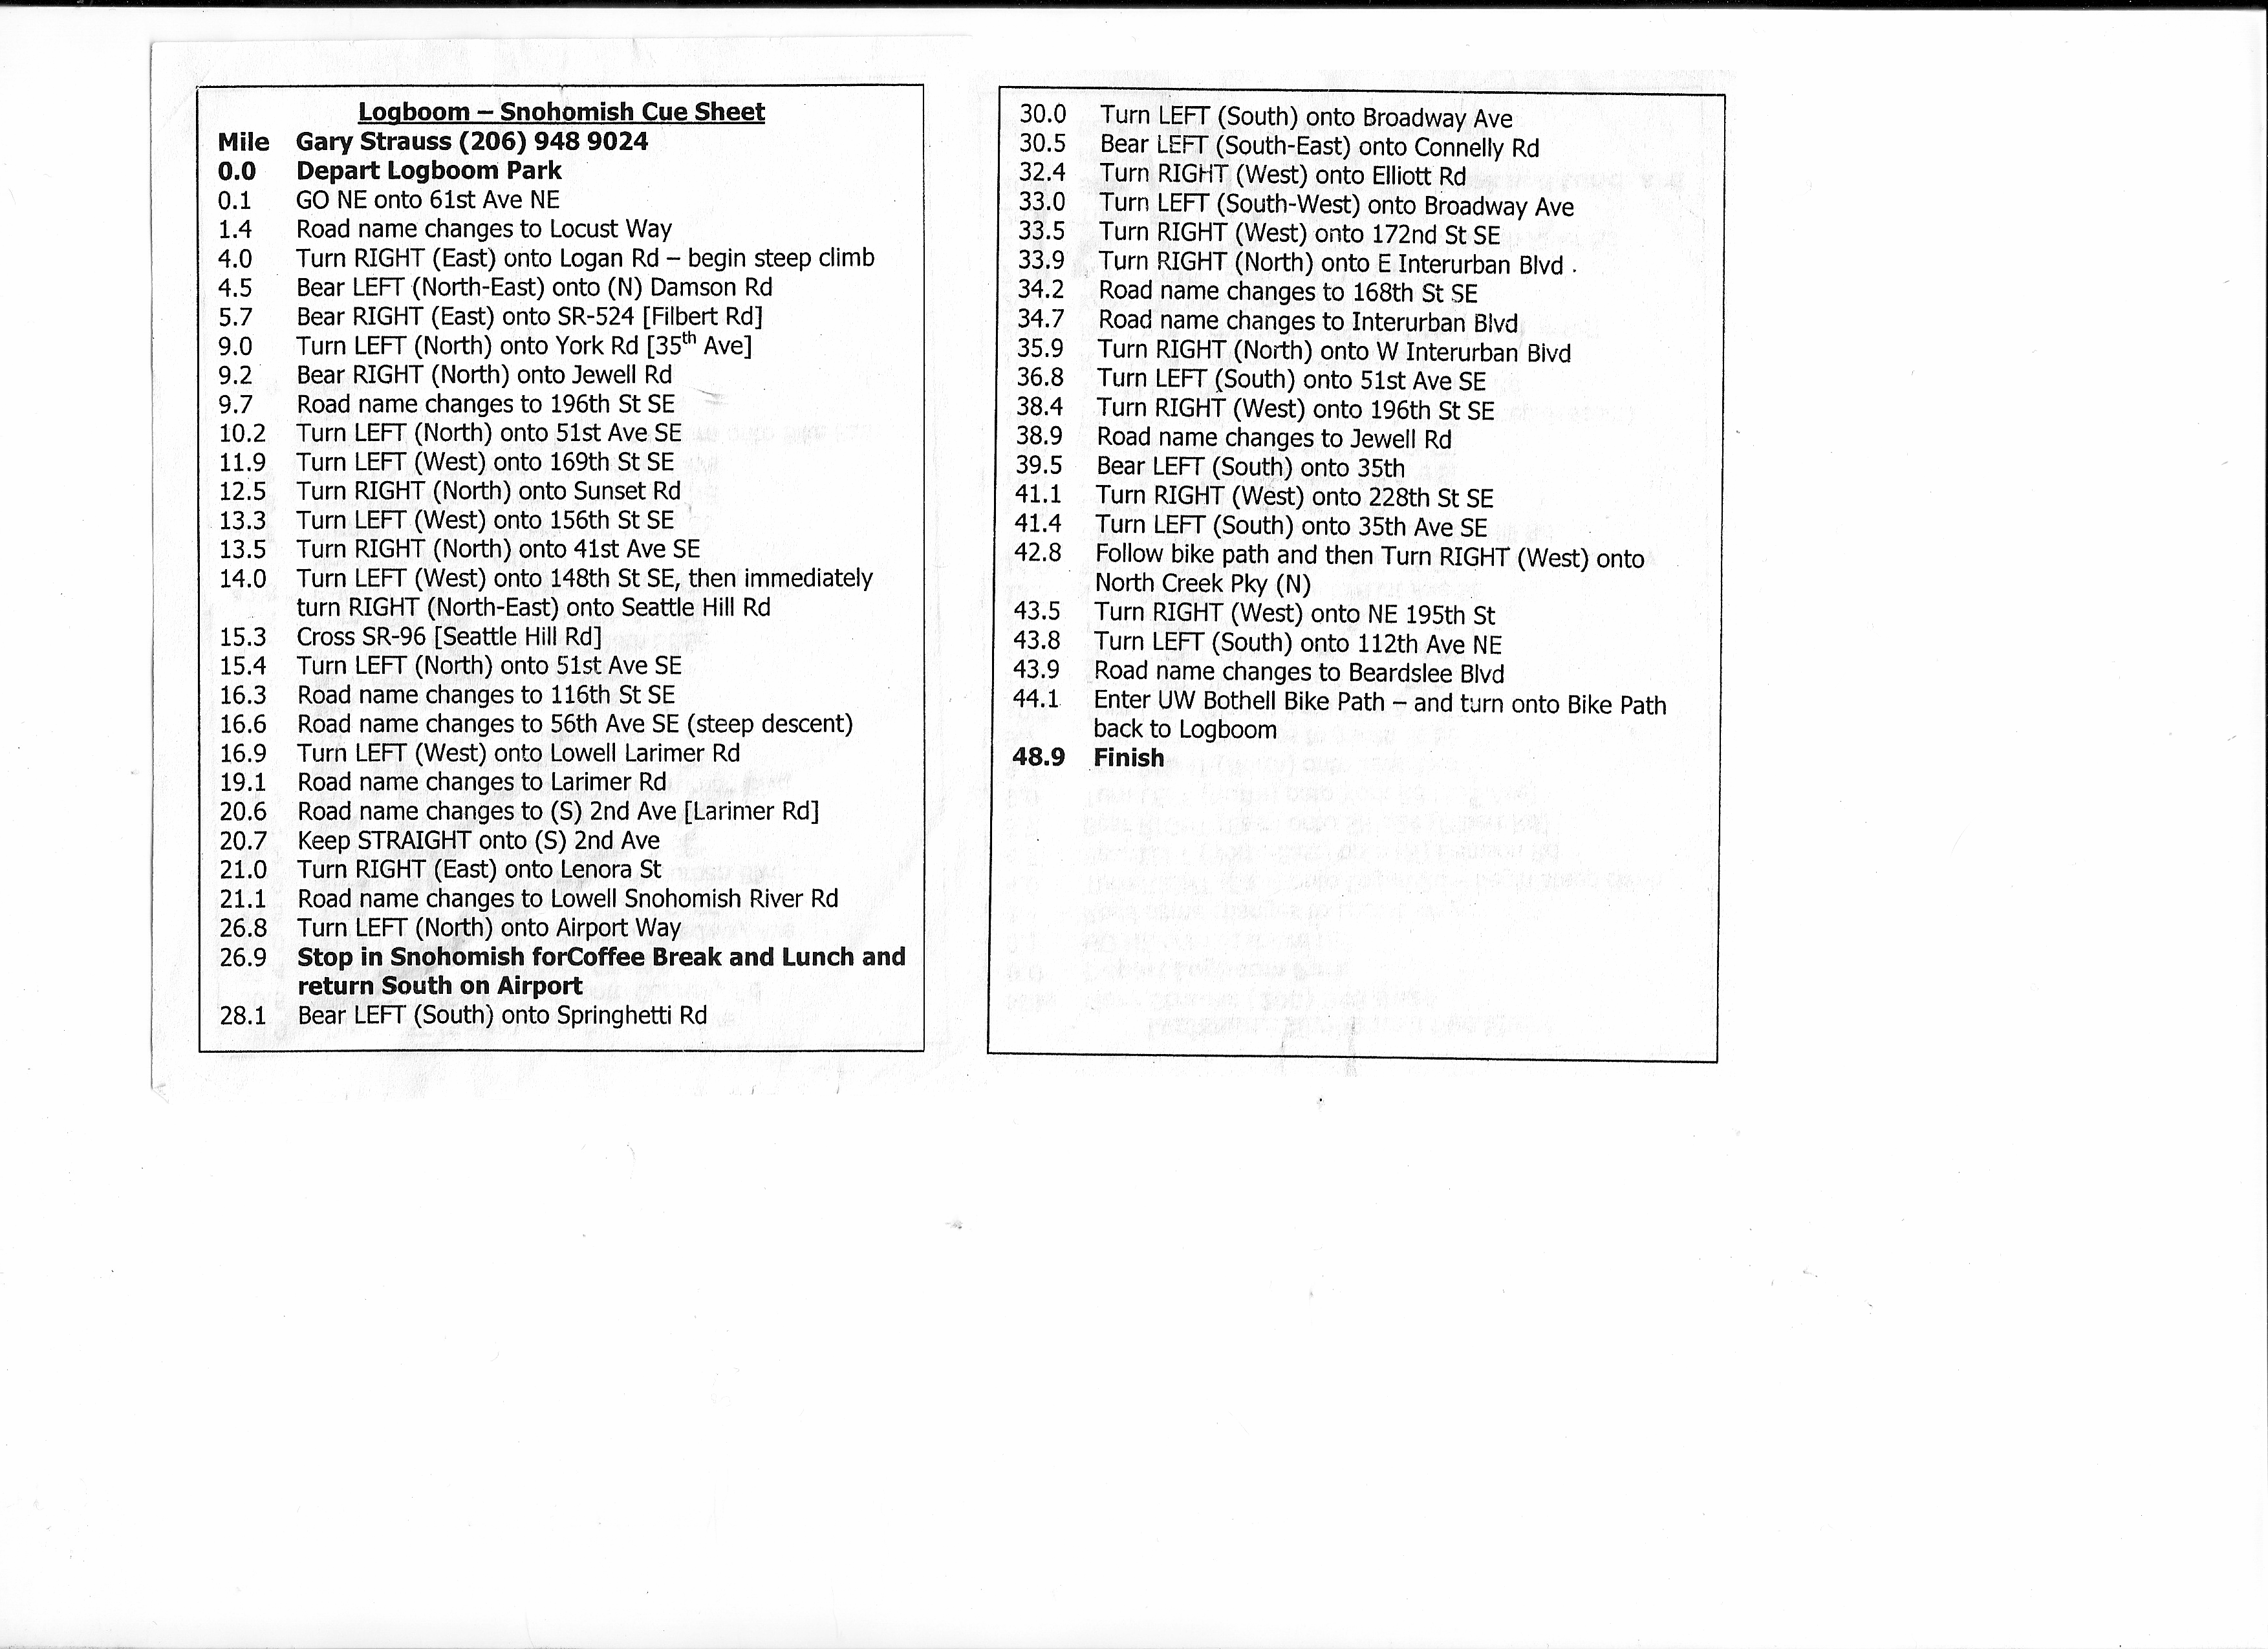 Logboom – Snohomish Cue Sheet
Mile Gary Strauss (206) 948 9024
0.0 Depart Logboom Park
0.1 GO NE onto 61st Ave NE
1.4 Road name changes to Locust Way
4.0 Turn RIGHT (East) onto Logan Rd – begin steep climb
4.5 Bear LEFT (North-East) onto (N) Damson Rd
5.7 Bear RIGHT (East) onto SR-524 [Filbert Rd]
9.0 Turn LEFT (North) onto York Rd [35th Ave]
9.2 Bear RIGHT (North) onto Jewell Rd
9.7 Road name changes to 196th St SE
10.2 Turn LEFT (North) onto 51st Ave SE
11.9 Turn LEFT (West) onto 169th St SE
12.5 Turn RIGHT (North) onto Sunset Rd
13.3 Turn LEFT (West) onto 156th St SE
13.5 Turn RIGHT (North) onto 41st Ave SE
14.0 Turn LEFT (West) onto 148th St SE, then immediately
turn RIGHT (North-East) onto Seattle Hill Rd
15.3 Cross SR-96 [Seattle Hill Rd]
15.4 Turn LEFT (North) onto 51st Ave SE
16.3 Road name changes to 116th St SE
16.6 Road name changes to 56th Ave SE (steep descent)
16.9 Turn LEFT (West) onto Lowell Larimer Rd
19.1 Road name changes to Larimer Rd
20.6 Road name changes to (S) 2nd Ave [Larimer Rd]
20.7 Keep STRAIGHT onto (S) 2nd Ave
21.0 Turn RIGHT (East) onto Lenora St
21.1 Road name changes to Lowell Snohomish River Rd
26.8 Turn LEFT (North) onto Airport Way
26.9 Stop in Snohomish forCoffee Break and Lunch and
return South on Airport
28.1 Bear LEFT (South) onto Springhetti Rd
30.0 Turn LEFT (South) onto Broadway Ave
30.5 Bear LEFT (South-East) onto Connelly Rd
32.4 Turn RIGHT (West) onto Elliott Rd
33.0 Turn LEFT (South-West) onto Broadway Ave
33.5 Turn RIGHT (West) onto 172nd St SE
33.9 Turn RIGHT (North) onto E Interurban Blvd
34.2 Road name changes to 168th St SE
34.7 Road name changes to Interurban Blvd
35.9 Turn RIGHT (North) onto W Interurban Blvd
36.8 Turn LEFT (South) onto 51st Ave SE
38.4 Turn RIGHT (West) onto 196th St SE
38.9 Road name changes to Jewell Rd
39.5 Bear LEFT (South) onto 35th
41.1 Turn RIGHT (West) onto 228th St SE
41.4 Turn LEFT (South) onto 35th Ave SE
42.8 Follow bike path and then Turn RIGHT (West) onto
North Creek Pky (N)
43.5 Turn RIGHT (West) onto NE 195th St
43.8 Turn LEFT (South) onto 112th Ave NE
43.9 Road name changes to Beardslee Blvd
44.1 Enter UW Bothell Bike Path – and turn onto Bike Path
back to Logboom
48.9 Finish